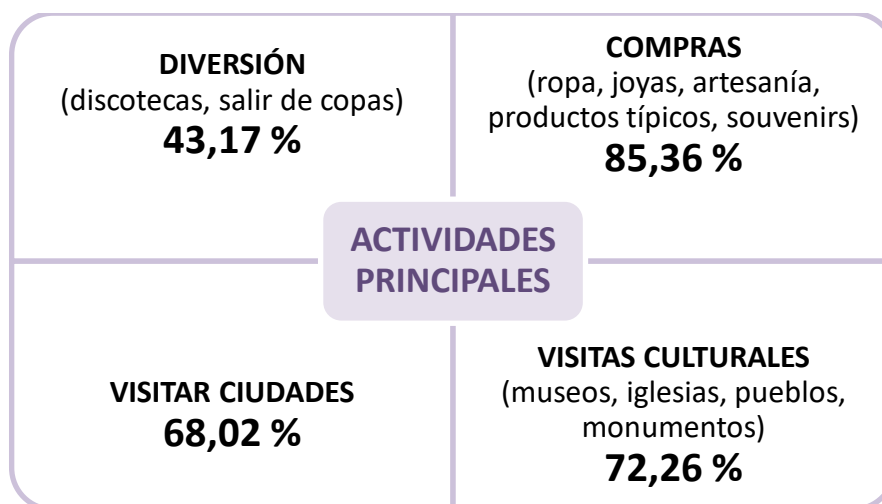 DIVERSIÓN
(discotecas, salir de copas)
43,17 %
COMPRAS
(ropa, joyas, artesanía,
productos típicos, souvenirs)
85,36 %
ACTIVIDADES
PRINCIPALES
VISITAR CIUDADES
68,02 %
VISITAS CULTURALES
(museos, iglesias, pueblos,
monumentos)
72,26 %